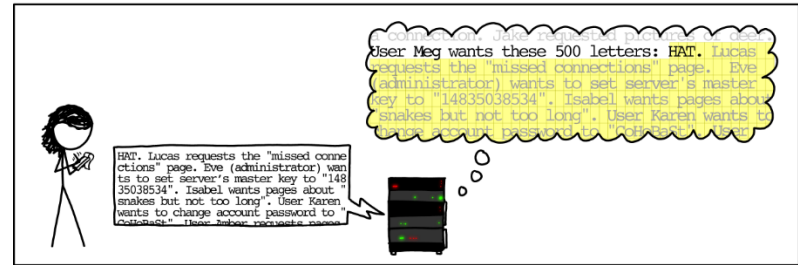 a connection. Jake requested pictures of deer.
User Meg wants these 500 letters: HAT. Lucas
requests the "missed connections" page. Eve
(administrator) wants to set server's master
key to "14835038534". Isabel wants pages about
"snakes but not too long". User Karen wants to
change account password to "CoHoBaSt". User
HAT. Lucas requests the "missed conne
ctions" page. Eve (administrator) wan
ts to set server's master key to "148
35038534". Isabel wants pages about "
snakes but not too long". User Karen
wants to change account password to "
CoHoBaSt". User Amber requests pages